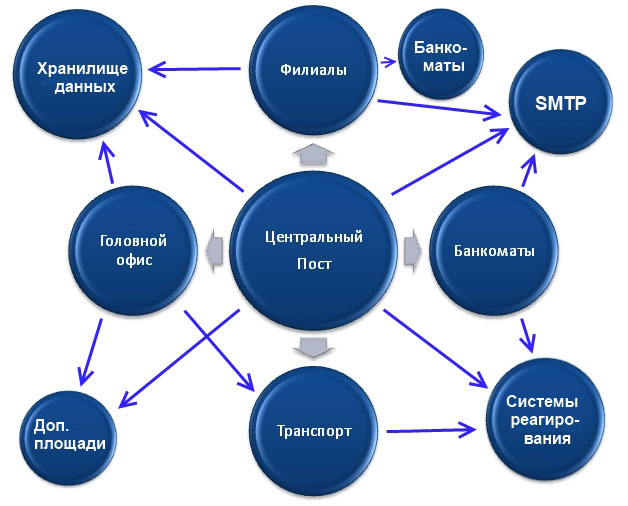 Хранилище
данных
Филиалы
Банко-
маты
SMTP
Головной
офис
Центральный
Пост
Банкоматы
Доп.
площади
Транспорт
Системы
реагиро-
вания